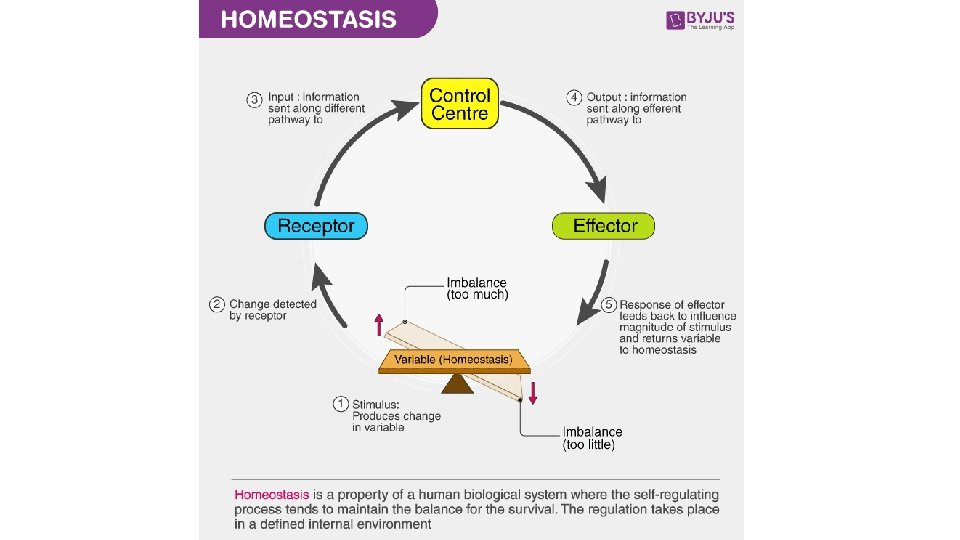 HOMEOSTASIS
BYJU'S
The Learning App
Control
Centre
3 Input : information
sent along different
pathway to
4 Output : information
sent along efferent
pathway to
Receptor
Effector
Imbalance
(too much)
2 Change detected
by receptor
5 Response of effector
feeds back to influence
magnitude of stimulus
and returns variable
to homeostasis
Variable (Homeostasis)
1 Stimulus:
Produces change
in variable
Imbalance
(too little)
Homeostasis is a property of a human biological system where the self-regulating
process tends to maintain the balance for the survival. The regulation takes place
in a defined internal environment